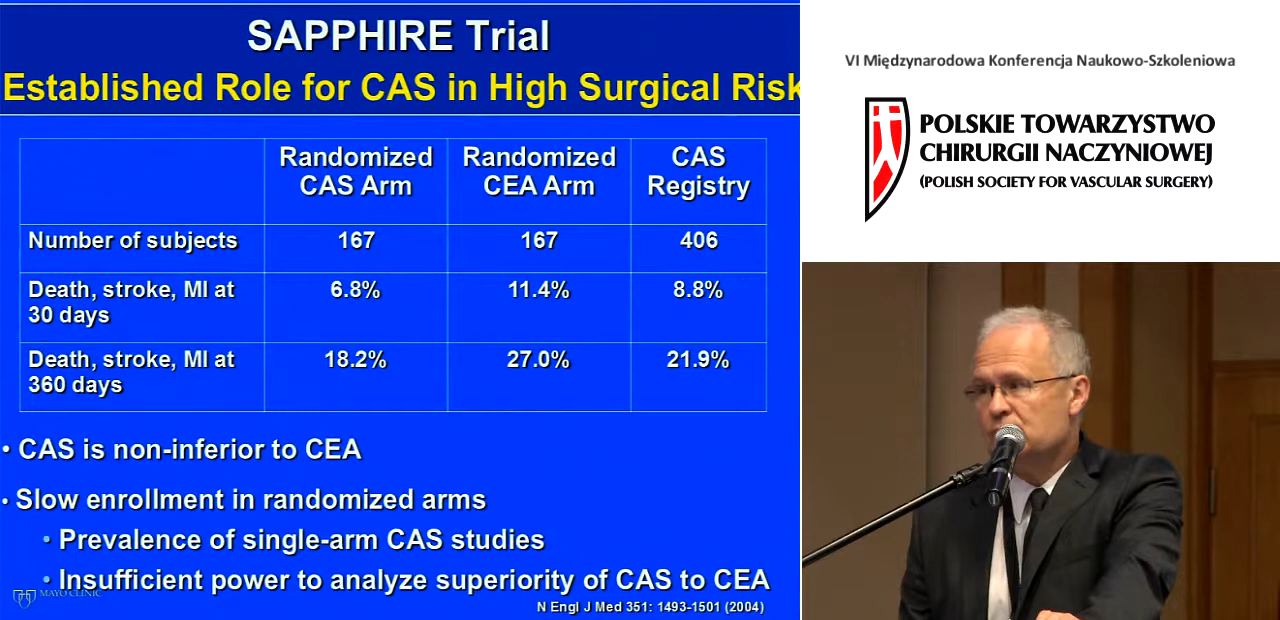 SAPPHIRE Trial
Established Role for CAS in High Surgical Risk
Randomized CAS Arm
Randomized CEA Arm
CAS Registry
Number of subjects 167 167 406
Death, stroke, MI at 30 days 6.8% 11.4% 8.8%
Death, stroke, MI at 360 days 18.2% 27.0% 21.9%
• CAS is non-inferior to CEA
• Slow enrollment in randomized arms
• Prevalence of single-arm CAS studies
• Insufficient power to analyze superiority of CAS to CEA
MAYO CLINIC
N Engl J Med 351: 1493-1501 (2004)
VI Międzynarodowa Konferencja Naukowo-Szkoleniowa
POLSKIE TOWARZYSTWO
CHIRURGII NACZYNIOWEJ
(POLISH SOCIETY FOR VASCULAR SURGERY)